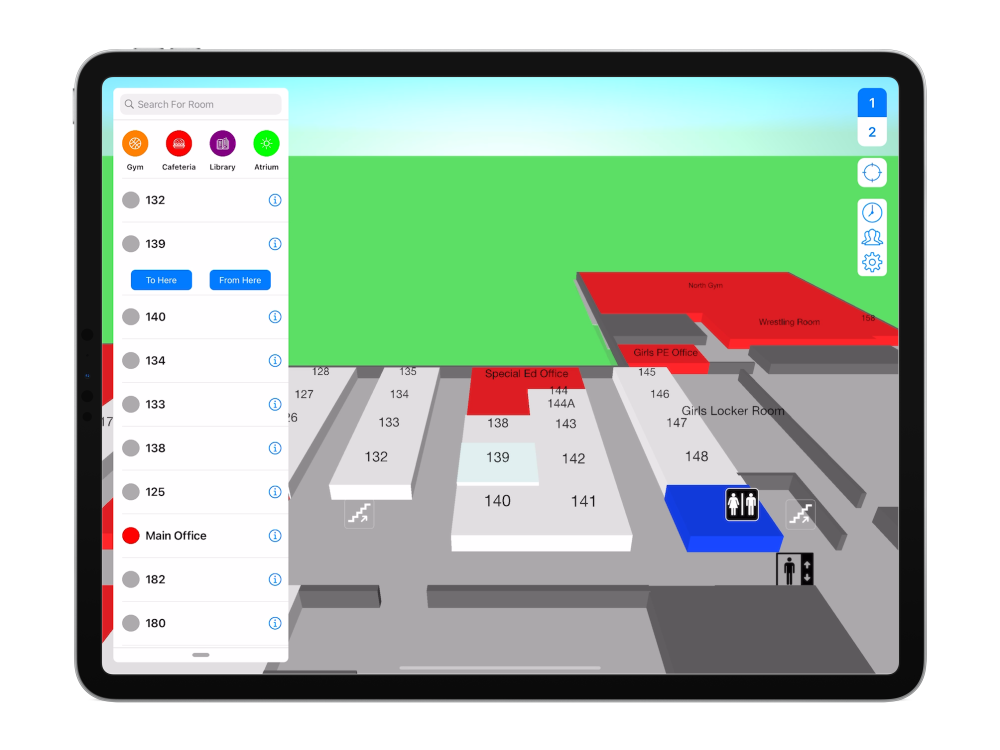 Search For Room
Gym
Cafeteria
Library
Atrium
132
139
To Here
From Here
140
134
133
138
125
Main Office
182
180
1
2
North Gym
Wrestling Room
Girls PE Office
128
135
Special Ed Office
145
127
134
144
146
144A
Girls Locker Room
26
133
138
143
147
17
132
139
142
148
140
141